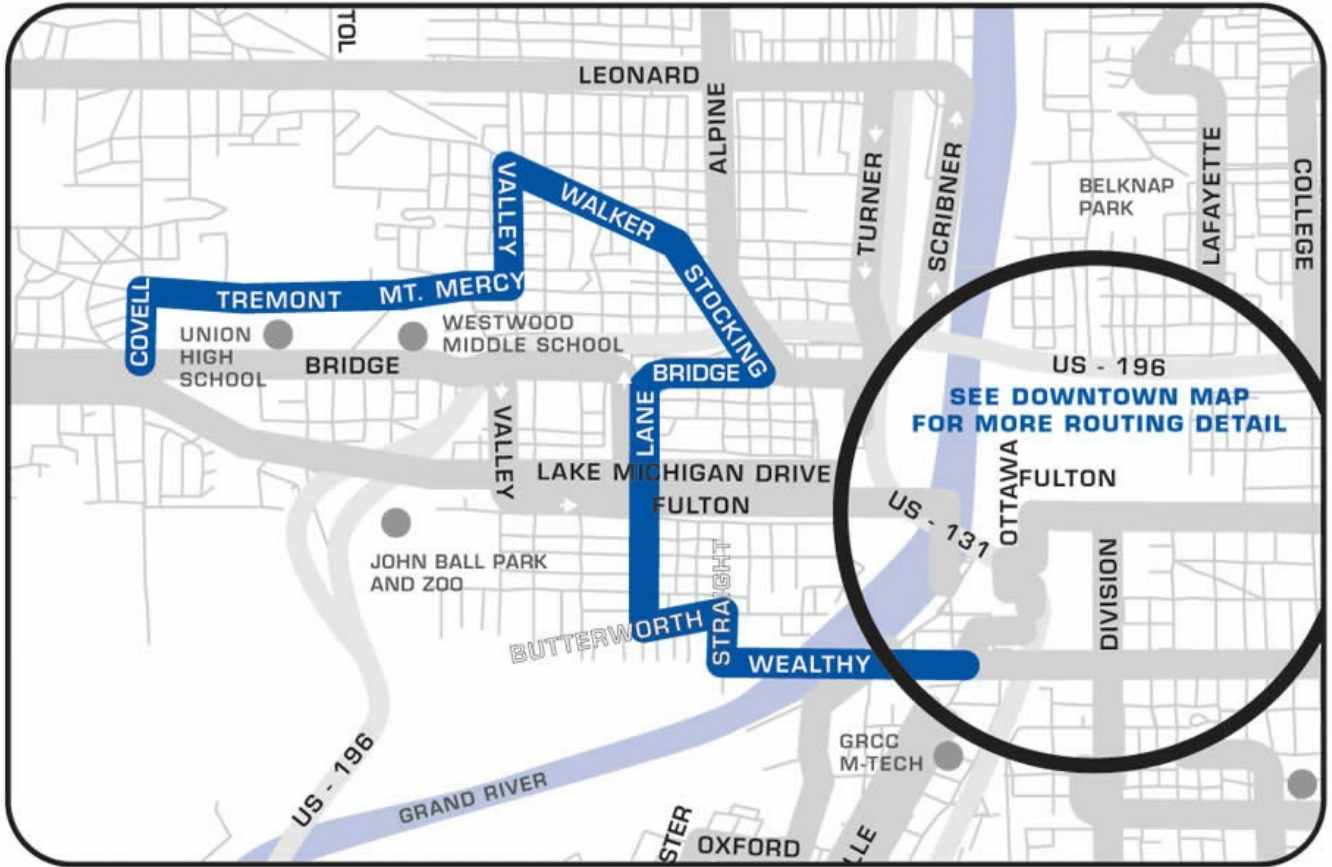 TOL
LEONARD
ALPINE
TURNER
SCRIBNER
BELKNAP
PARK
LAFAYETTE
COLLEGE
VALLEY
WALKER
STOCKING
COVELL
TREMONT
MT. MERCY
UNION
HIGH
SCHOOL
WESTWOOD
MIDDLE SCHOOL
BRIDGE
BRIDGE
LANE
US - 196
SEE DOWNTOWN MAP
FOR MORE ROUTING DETAIL
VALLEY
LAKE MICHIGAN DRIVE
FULTON
US - 131
OTTAWA
FULTON
JOHN BALL PARK
AND ZOO
STRAIGHT
BUTTERWORTH
WEALTHY
DIVISION
GRCC
M-TECH
US - 196
GRAND RIVER
STER
OXFORD
LLE